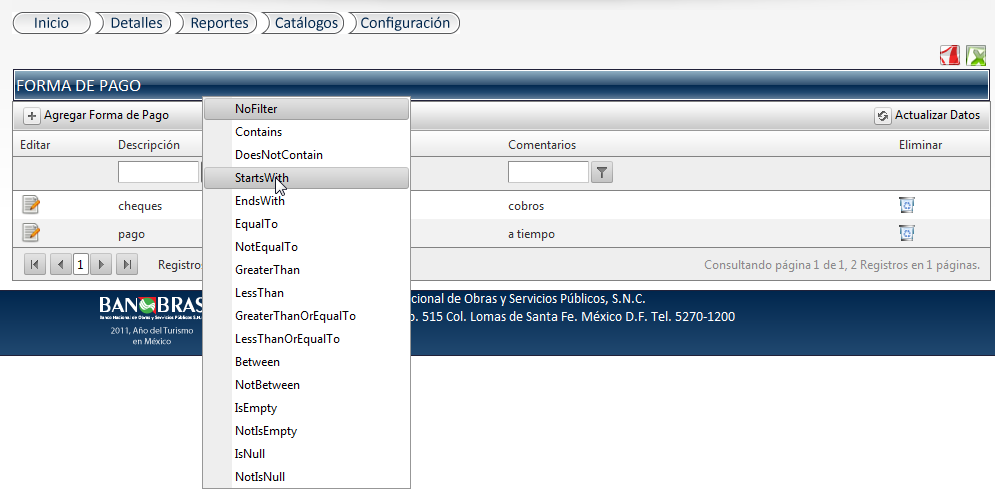 Inicio
Detalles
Reportes
Catálogos
Configuración
FORMA DE PAGO
Agregar Forma de Pago
Actualizar Datos
Editar
Descripción
Comentarios
Eliminar
cheques
cobros
pago
a tiempo
1
Registros
Consultando página 1 de 1, 2 Registros en 1 páginas.
NoFilter
Contains
DoesNotContain
StartsWith
EndsWith
EqualTo
NotEqualTo
GreaterThan
LessThan
GreaterThanOrEqualTo
LessThanOrEqualTo
Between
NotBetween
IsEmpty
NotIsEmpty
IsNull
NotIsNull
BANOBRAS
Banco Nacional de Obras y Servicios Públicos S.N.C.
2011, Año del Turismo
en México
cional de Obras y Servicios Públicos, S.N.C.
o. 515 Col. Lomas de Santa Fe. México D.F. Tel. 5270-1200